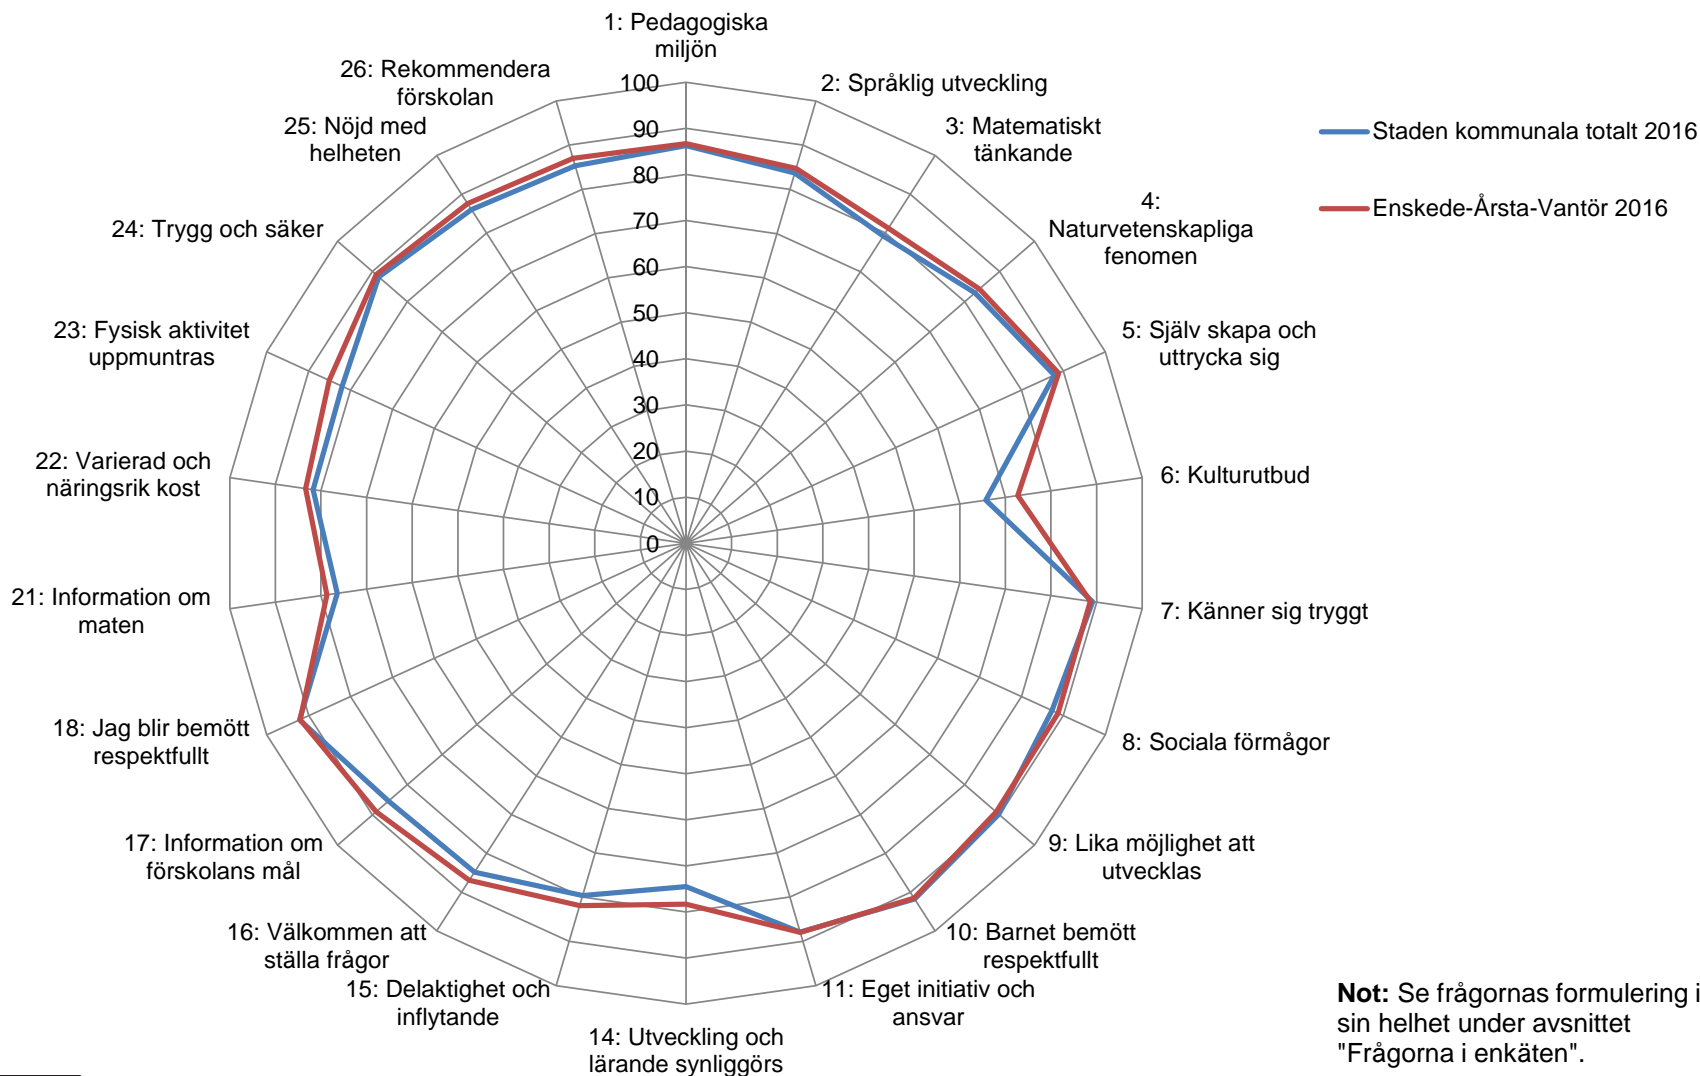 1: Pedagogiska
miljön
2: Språklig utveckling
3: Matematiskt
tänkande
4:
Naturvetenskapliga
fenomen
5: Själv skapa och
uttrycka sig
6: Kulturutbud
7: Känner sig tryggt
8: Sociala förmågor
9: Lika möjlighet att
utvecklas
10: Barnet bemött
respektfullt
11: Eget initiativ och
ansvar
14: Utveckling och
lärande synliggörs
15: Delaktighet och
inflytande
16: Välkommen att
ställa frågor
17: Information om
förskolans mål
18: Jag blir bemött
respektfullt
21: Information om
maten
22: Varierad och
näringsrik kost
23: Fysisk aktivitet
uppmuntras
24: Trygg och säker
25: Nöjd med
helheten
26: Rekommendera
förskolan
100
90
80
70
60
50
40
30
20
10
0
Staden kommunala totalt 2016
Enskede-Årsta-Vantör 2016
Not: Se frågornas formulering i
sin helhet under avsnittet
"Frågorna i enkäten".